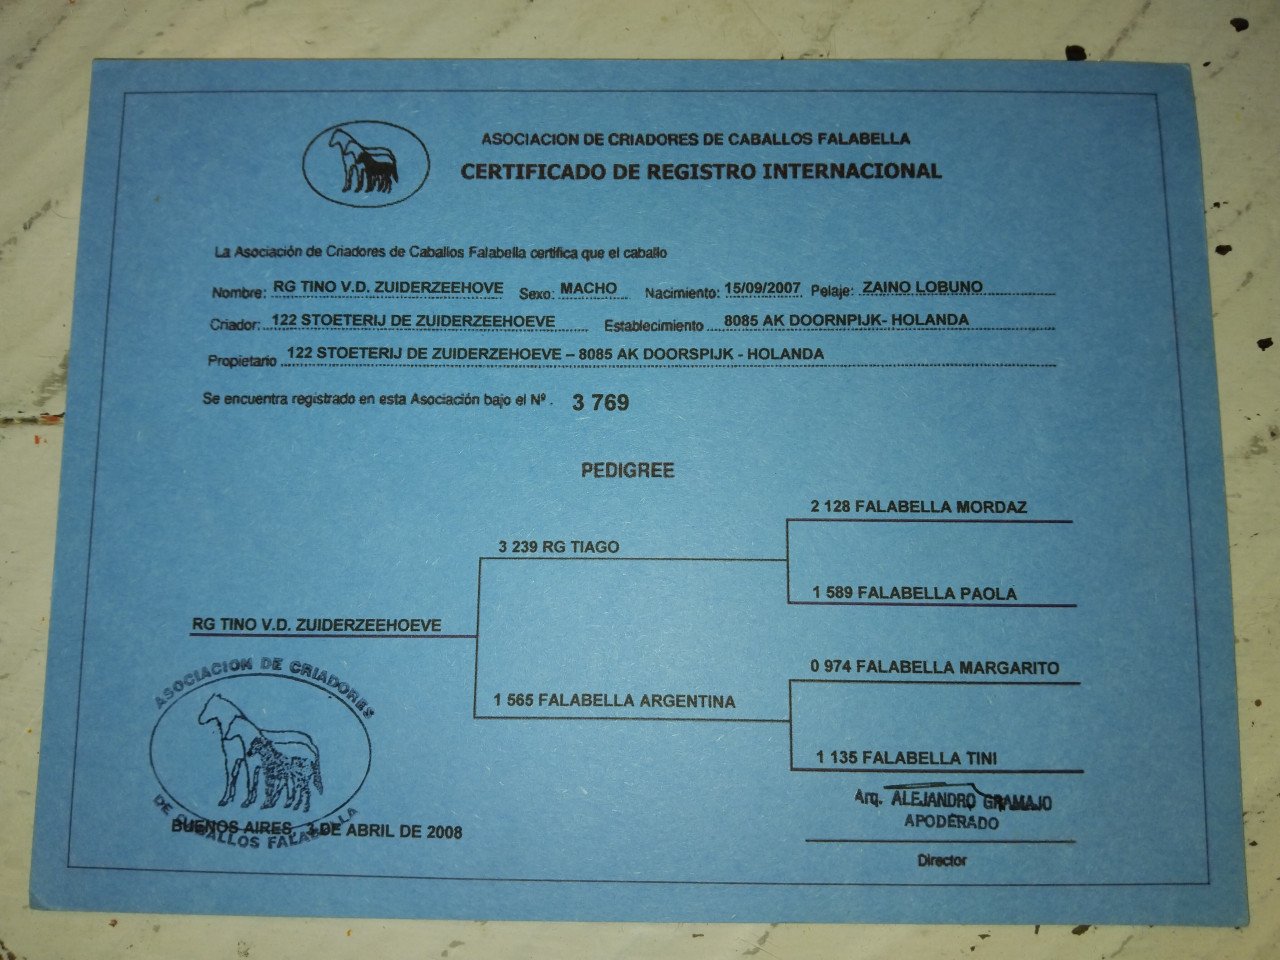 ASOCIACION DE CRIADORES DE CABALLOS FALABELLA
CERTIFICADO DE REGISTRO INTERNACIONAL
La Asociación de Criadores de Caballos Falabella certifica que el caballo
Nombre: RG TINO V.D. ZUIDERZEEHOVE Sexo: MACHO Nacimiento: 15/09/2007 Pelaje: ZAINO LOBUNO
Criador: 122 STOETERIJ DE ZUIDERZEEHOEVE Establecimiento 8085 AK DOORNPIJK- HOLANDA
Propietario 122 STOETERIJ DE ZUIDERZEHOEVE – 8085 AK DOORSPIJK - HOLANDA
Se encuentra registrado en esta Asociación bajo el Nº. 3 769
PEDIGREE
2 128 FALABELLA MORDAZ
3 239 RG TIAGO
1 589 FALABELLA PAOLA
RG TINO V.D. ZUIDERZEEHOEVE
0 974 FALABELLA MARGARITO
1 565 FALABELLA ARGENTINA
1 135 FALABELLA TINI
ASOCIACION DE CRIADORES
DE CABALLOS FALABELLA
BUENOS AIRES, DE ABRIL DE 2008
Arq. ALEJANDRO GRAMAJO
APODERADO
Director